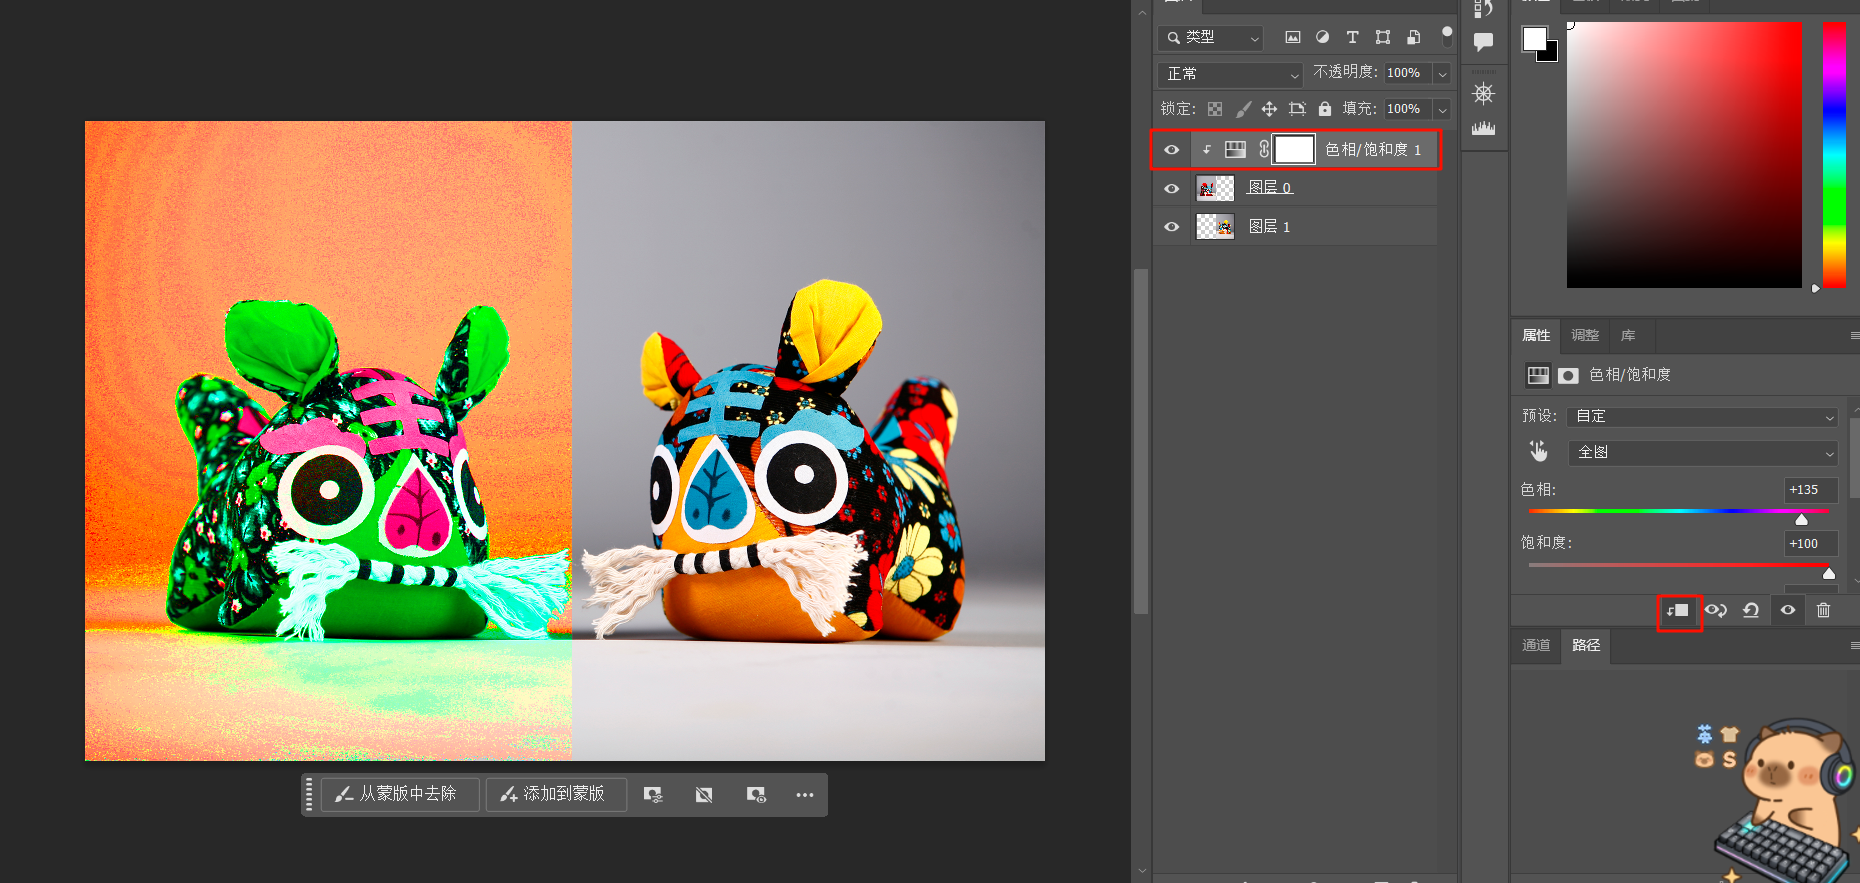 类型
正常
不透明度: 100%
锁定:
填充: 100%
色相/饱和度 1
图层 0
图层 1
从蒙版中去除
添加到蒙版
属性
调整
库
色相/饱和度
预设: 自定
全图
色相: +135
饱和度: +100
通道
路径
英
S